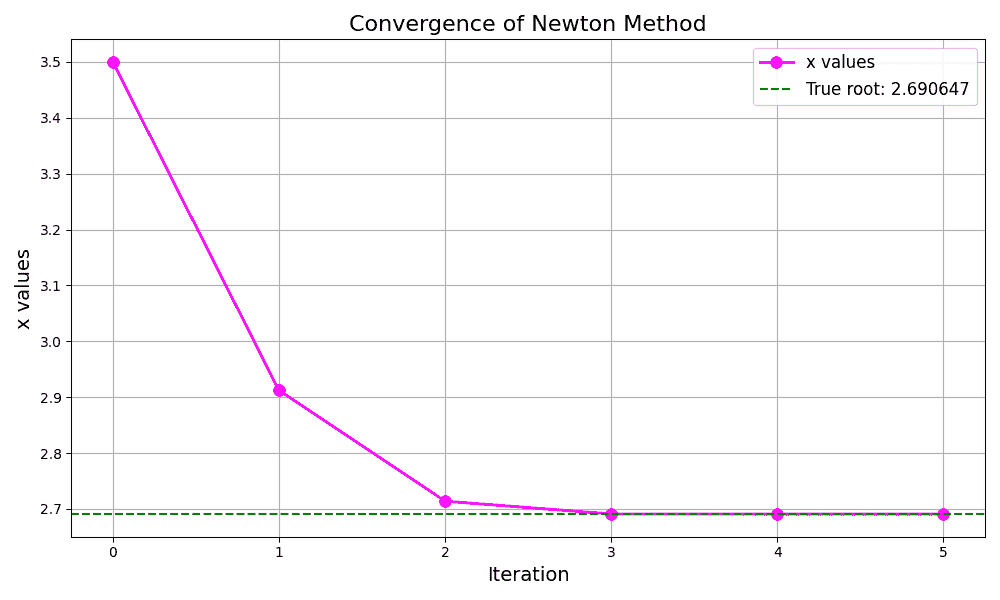 Convergence of Newton Method
x values
True root: 2.690647
3.5
3.4
3.3
3.2
3.1
3.0
2.9
2.8
2.7
x values
0 1 2 3 4 5
Iteration